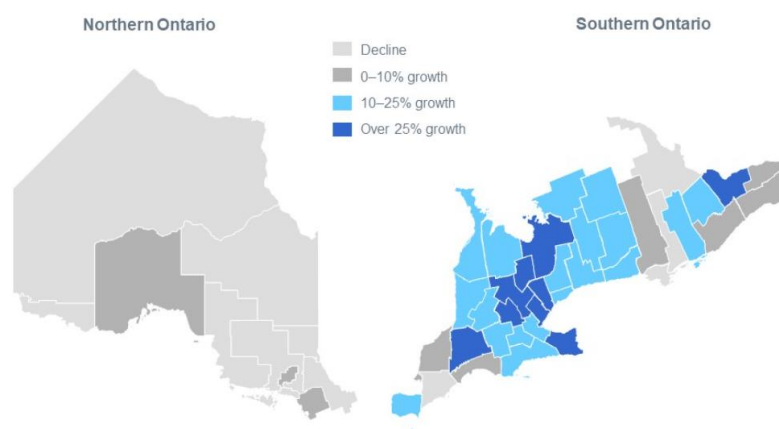 Northern Ontario
Southern Ontario
Decline
0–10% growth
10–25% growth
Over 25% growth